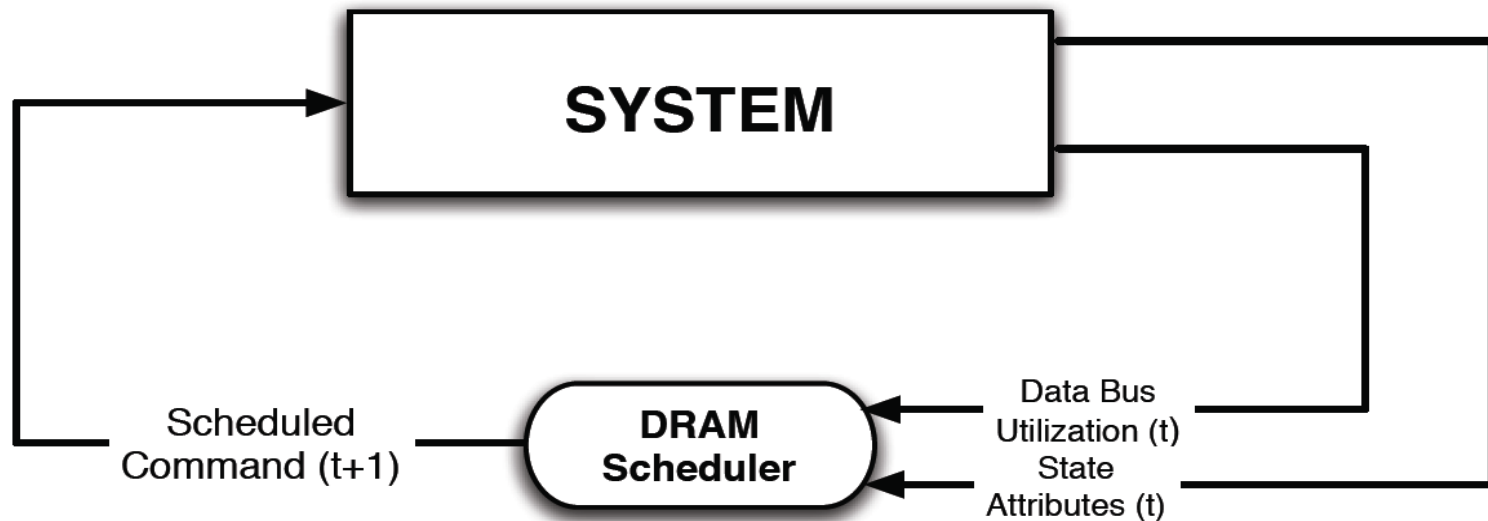 SYSTEM
Scheduled
Command (t+1)
DRAM
Scheduler
Data Bus
Utilization (t)
State
Attributes (t)